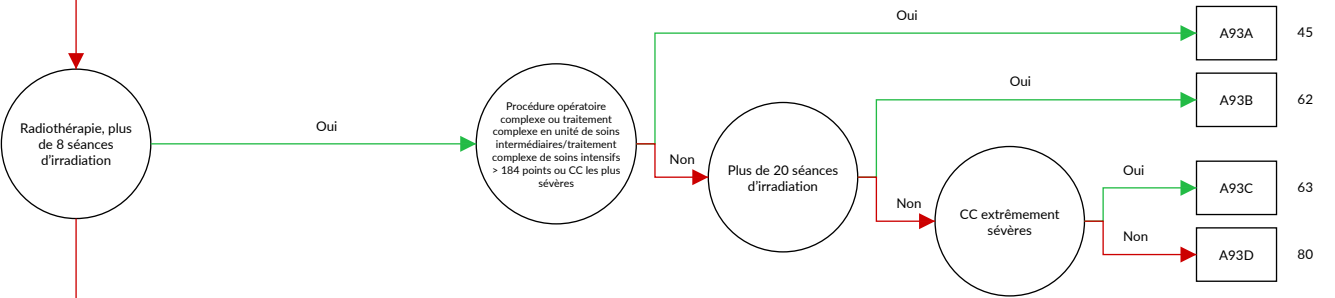 Radiothérapie, plus
de 8 séances
d'irradiation
Oui
Procédure opératoire
complexe ou traitement
complexe en unité de soins
intermédiaires/traitement
complexe de soins intensifs
> 184 points ou CC les plus
sévères
Oui
A93A
45
Non
Plus de 20 séances
d'irradiation
Oui
A93B
62
Non
CC extrêmement
sévères
Oui
A93C
63
Non
A93D
80